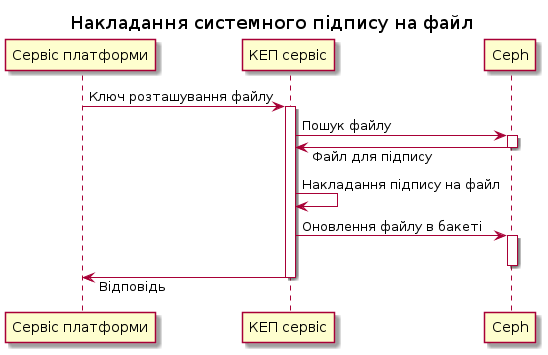 Накладання системного підпису на файл
Сервіс платформи
КЕП сервіс
Ceph
Ключ розташування файлу
Пошук файлу
Файл для підпису
Накладання підпису на файл
Оновлення файлу в бакеті
Відповідь
Сервіс платформи
КЕП сервіс
Ceph